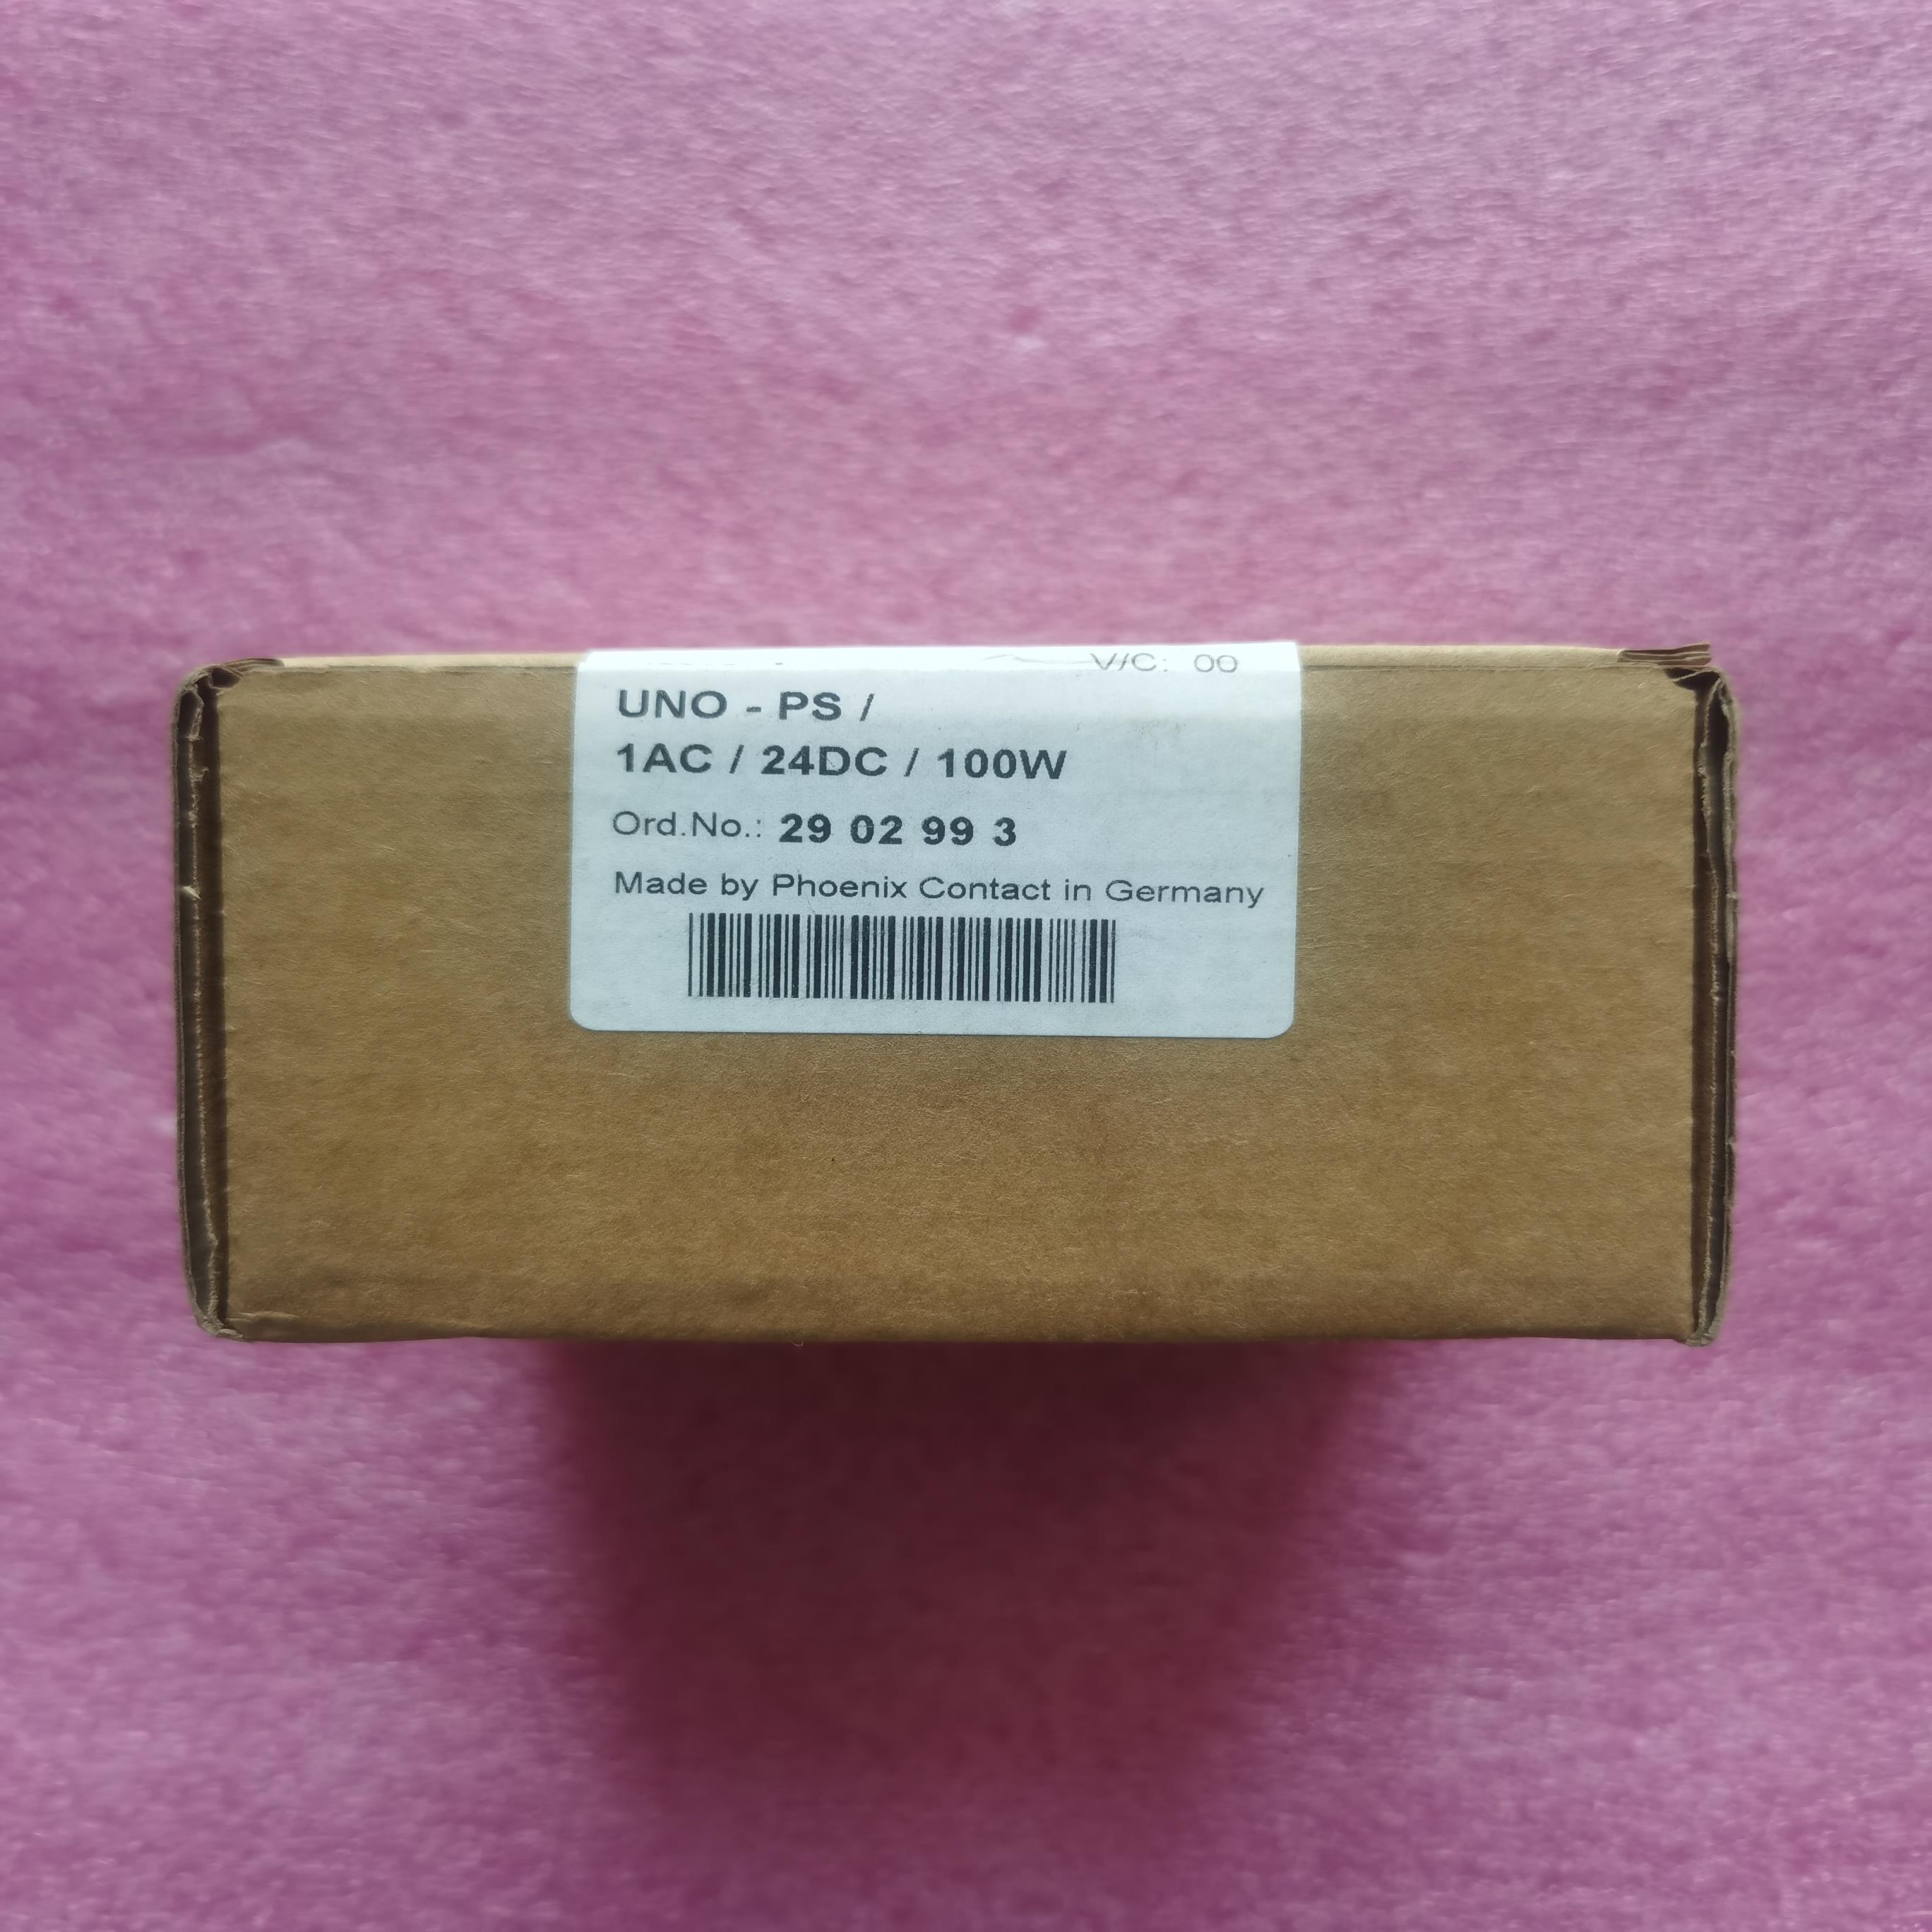 V/C: 00
UNO - PS /
1AC / 24DC / 100W
Ord.No.: 29 02 99 3
Made by Phoenix Contact in Germany